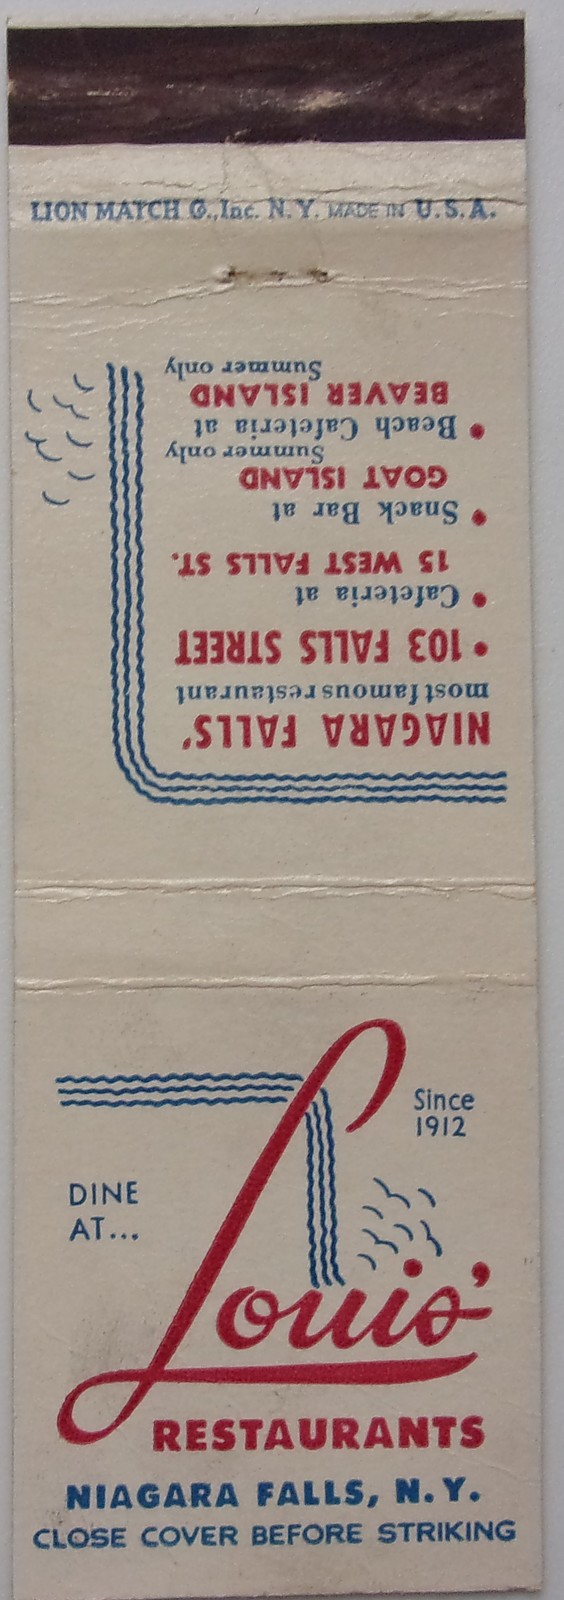 LION MATCH Co., Inc. N.Y. MADE IN U.S.A.
NIAGARA FALLS'
most famous restaurant
• 103 FALLS STREET
• Cafeteria at
15 WEST FALLS ST.
• Snack Bar at
GOAT ISLAND
Summer only
• Beach Cafeteria at
BEAVER ISLAND
Summer only
Since
1912
DINE
AT...
Louis'
RESTAURANTS
NIAGARA FALLS, N.Y.
CLOSE COVER BEFORE STRIKING